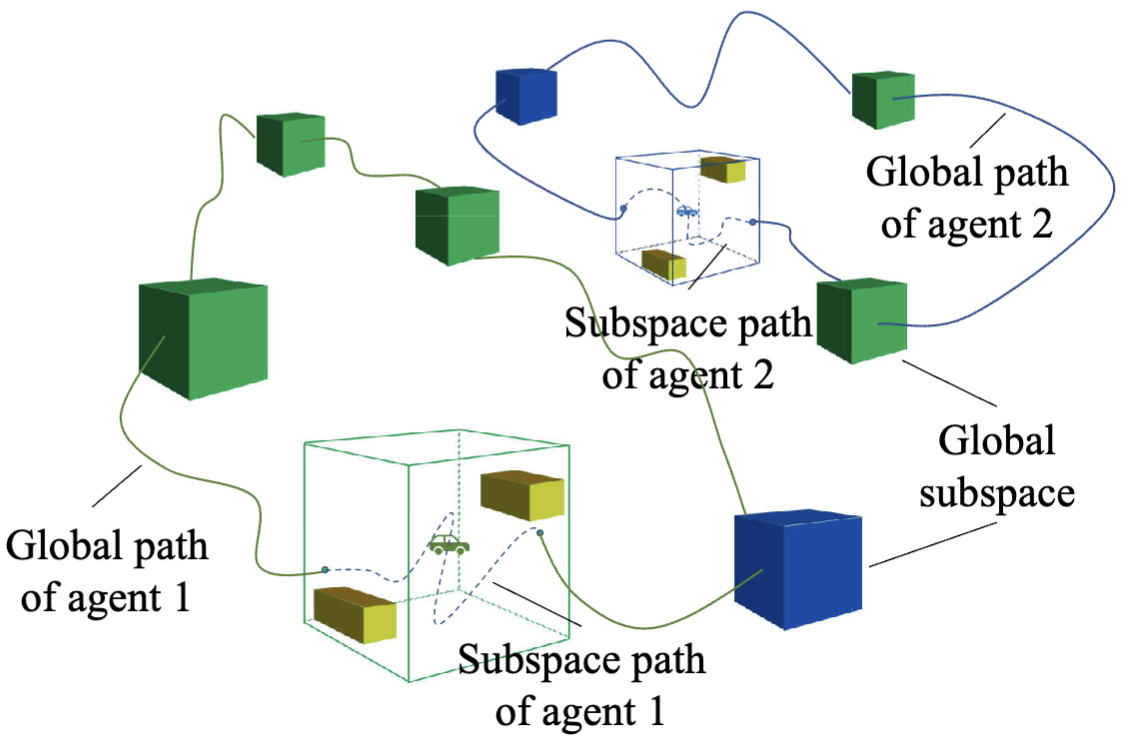 Global path
of agent 2
Subspace path
of agent 2
Global
subspace
Global path
of agent 1
Subspace path
of agent 1